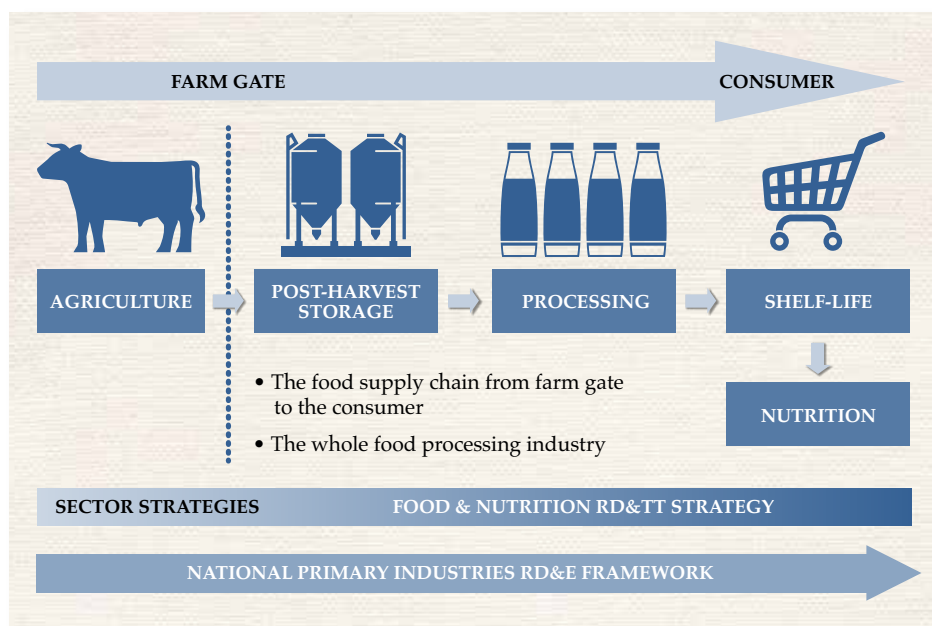 FARM GATE
CONSUMER
AGRICULTURE
POST-HARVEST
STORAGE
PROCESSING
SHELF-LIFE
• The food supply chain from farm gate
to the consumer
• The whole food processing industry
NUTRITION
SECTOR STRATEGIES
FOOD & NUTRITION RD&TT STRATEGY
NATIONAL PRIMARY INDUSTRIES RD&E FRAMEWORK